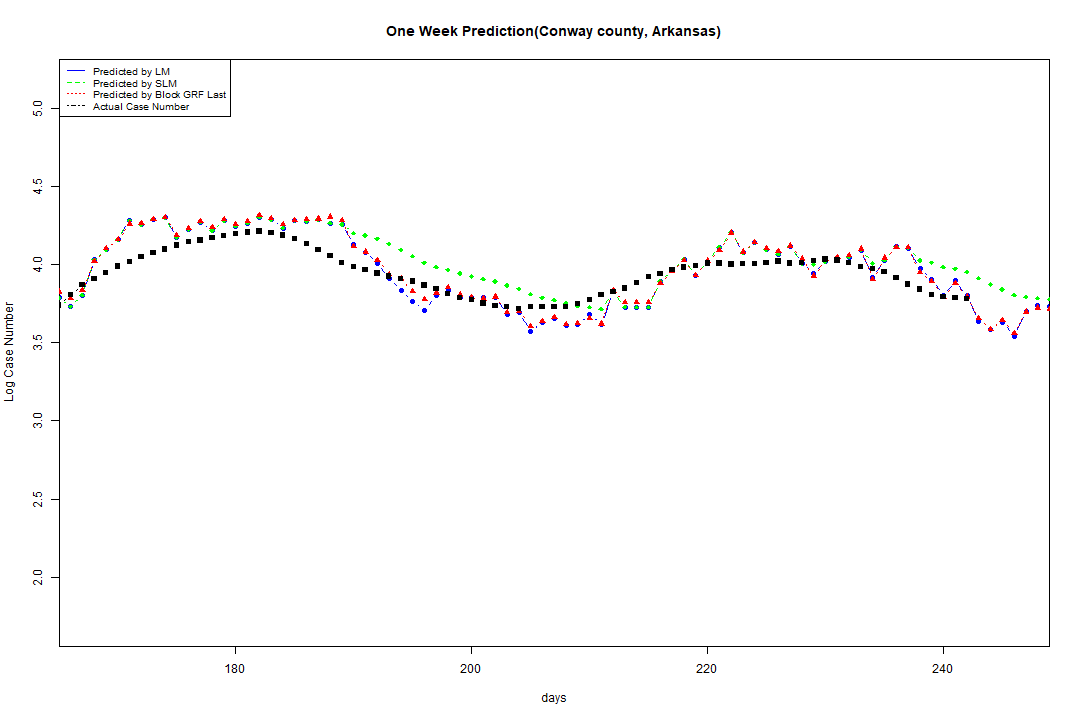 One Week Prediction(Conway county, Arkansas)
Predicted by LM
Predicted by SLM
Predicted by Block GRF Last
Actual Case Number
5.0
4.5
4.0
3.5
3.0
2.5
2.0
Log Case Number
180
200
220
240
days